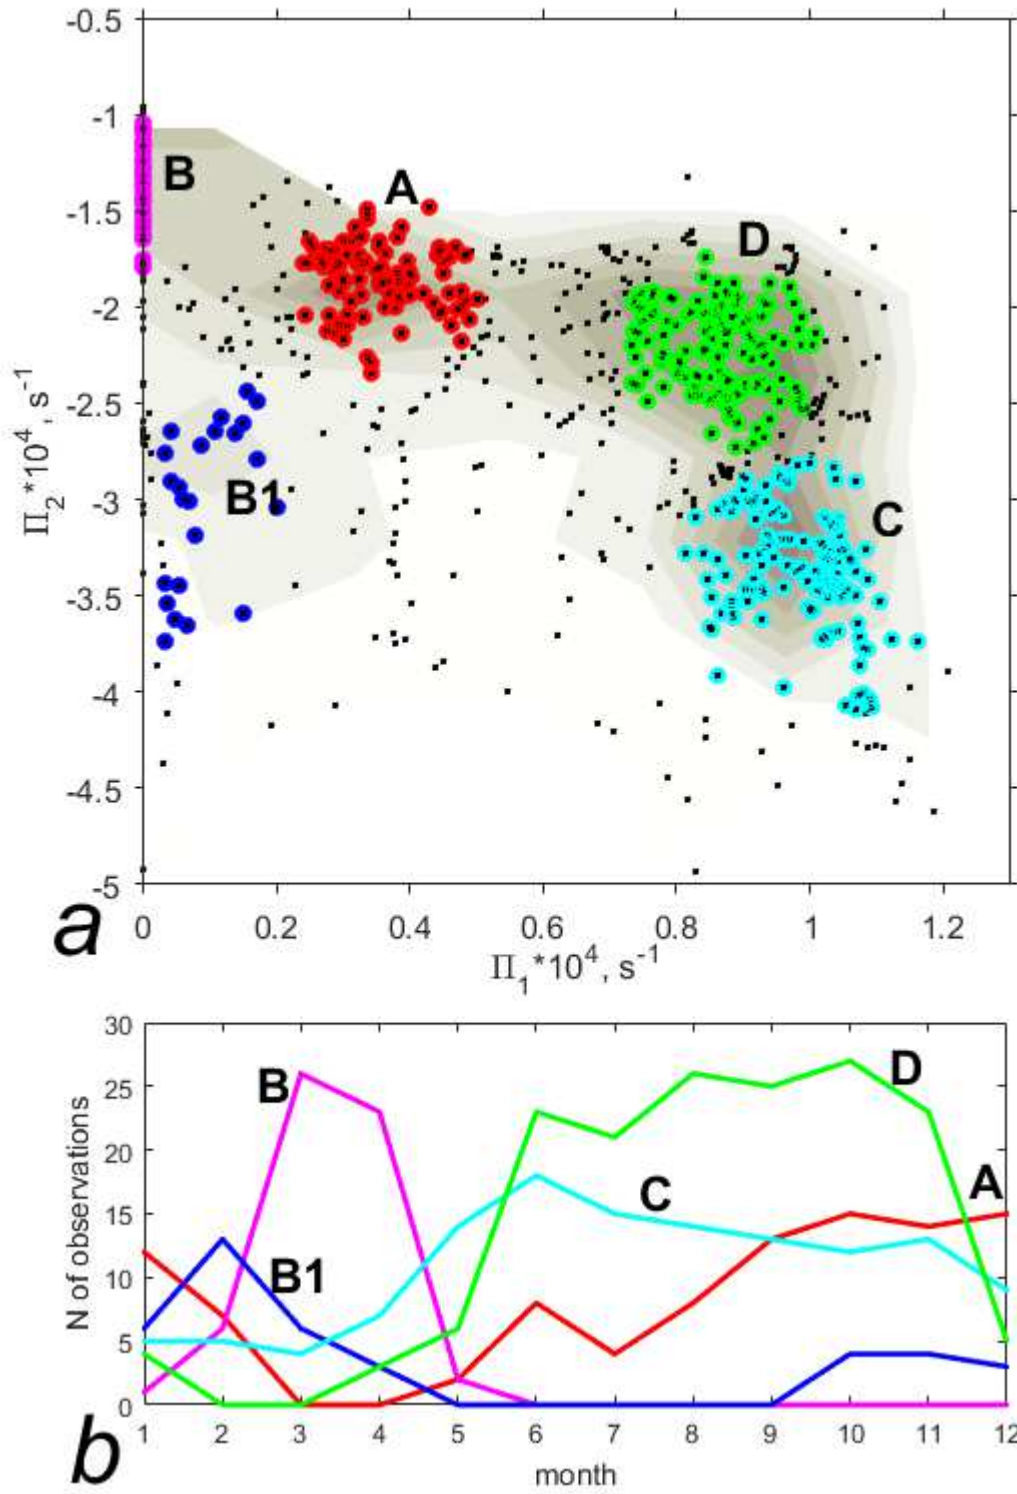 -0.5
-1
-1.5
-2
-2.5
-3
-3.5
-4
-4.5
-5
Π2*10^4, s^-1
B
A
D
B1
C
a
0 0.2 0.4 0.6 0.8 1 1.2
Π1*10^4, s^-1
30
25
20
15
10
5
0
N of observations
B
D
A
C
B1
b
1 2 3 4 5 6 7 8 9 10 11 12
month